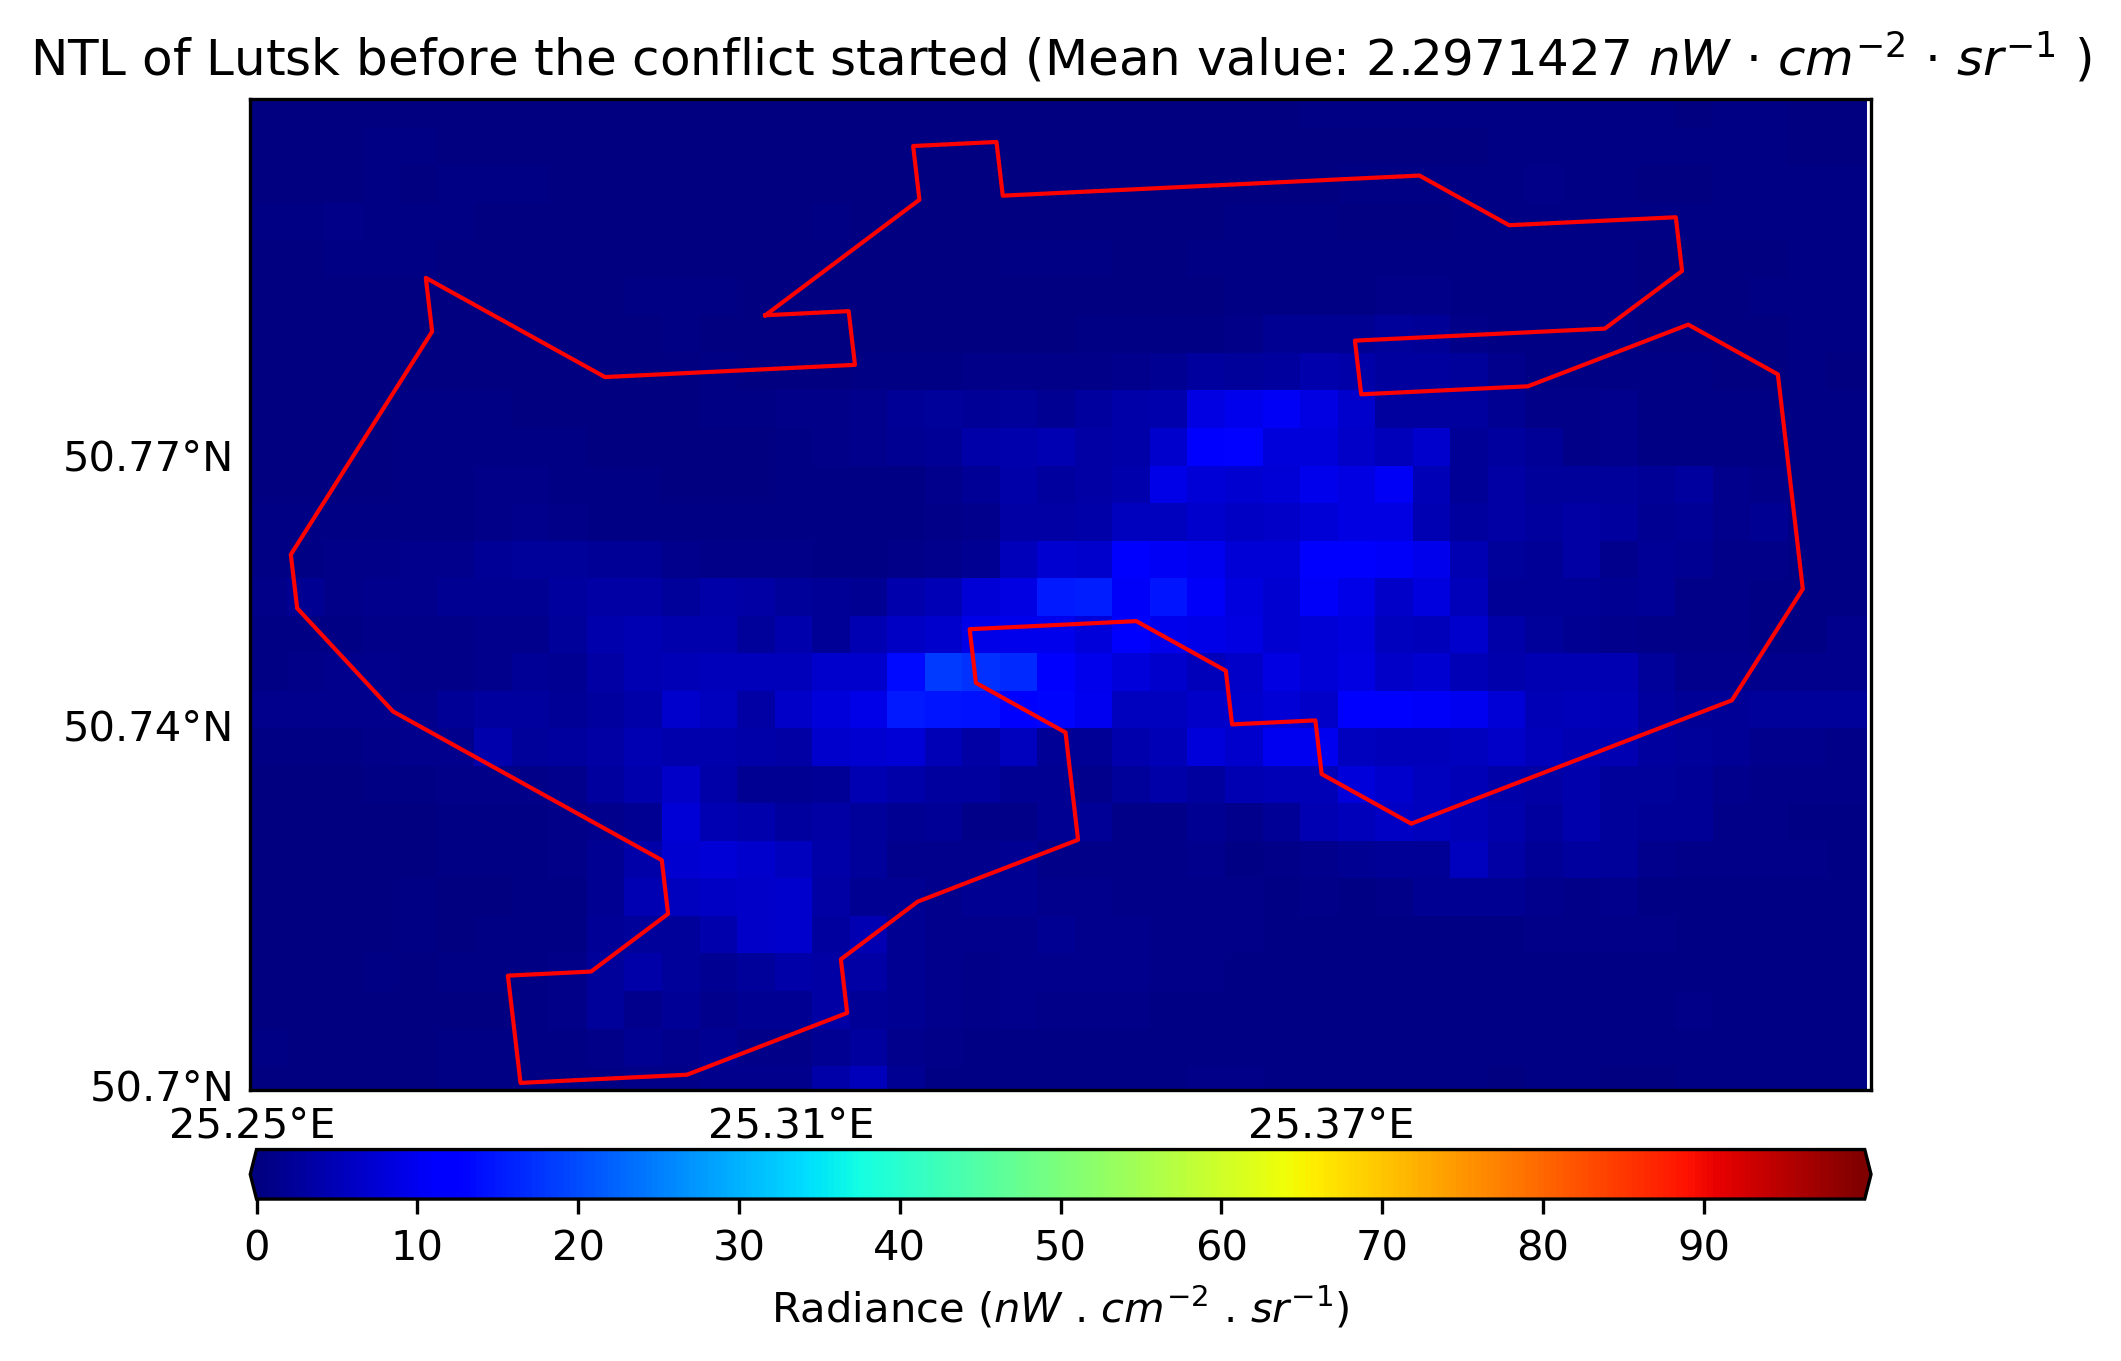 NTL of Lutsk before the conflict started (Mean value: 2.2971427 nW · cm⁻² · sr⁻¹ )
50.77°N
50.74°N
50.7°N
25.25°E 25.31°E 25.37°E
0 10 20 30 40 50 60 70 80 90
Radiance (nW . cm⁻² . sr⁻¹)